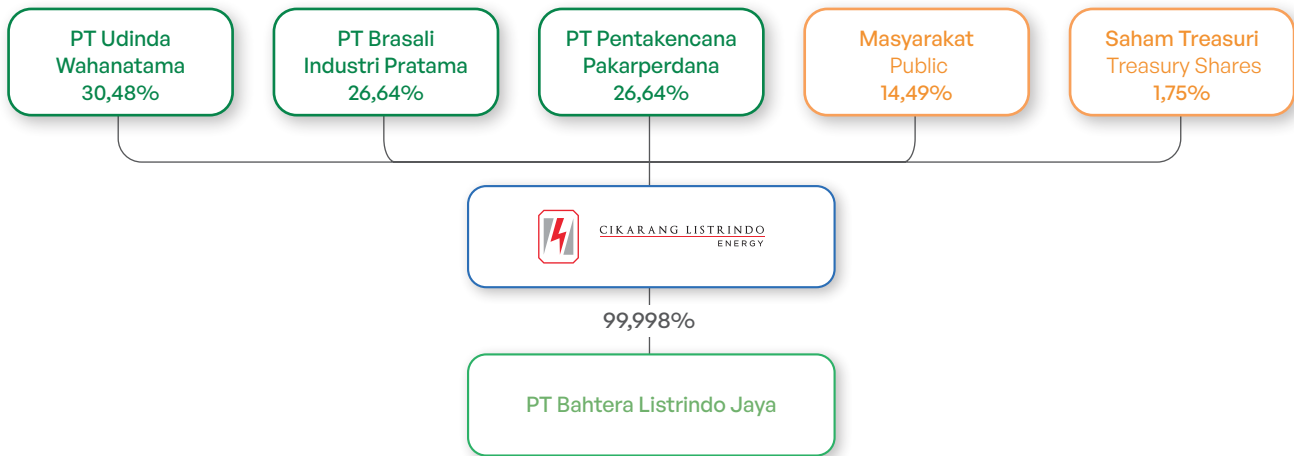 PT Udinda
Wahanatama
30,48%
PT Brasali
Industri Pratama
26,64%
PT Pentakencana
Pakarperdana
26,64%
Masyarakat
Public
14,49%
Saham Treasuri
Treasury Shares
1,75%
CIKARANG LISTRINDO
ENERGY
99,998%
PT Bahtera Listrindo Jaya